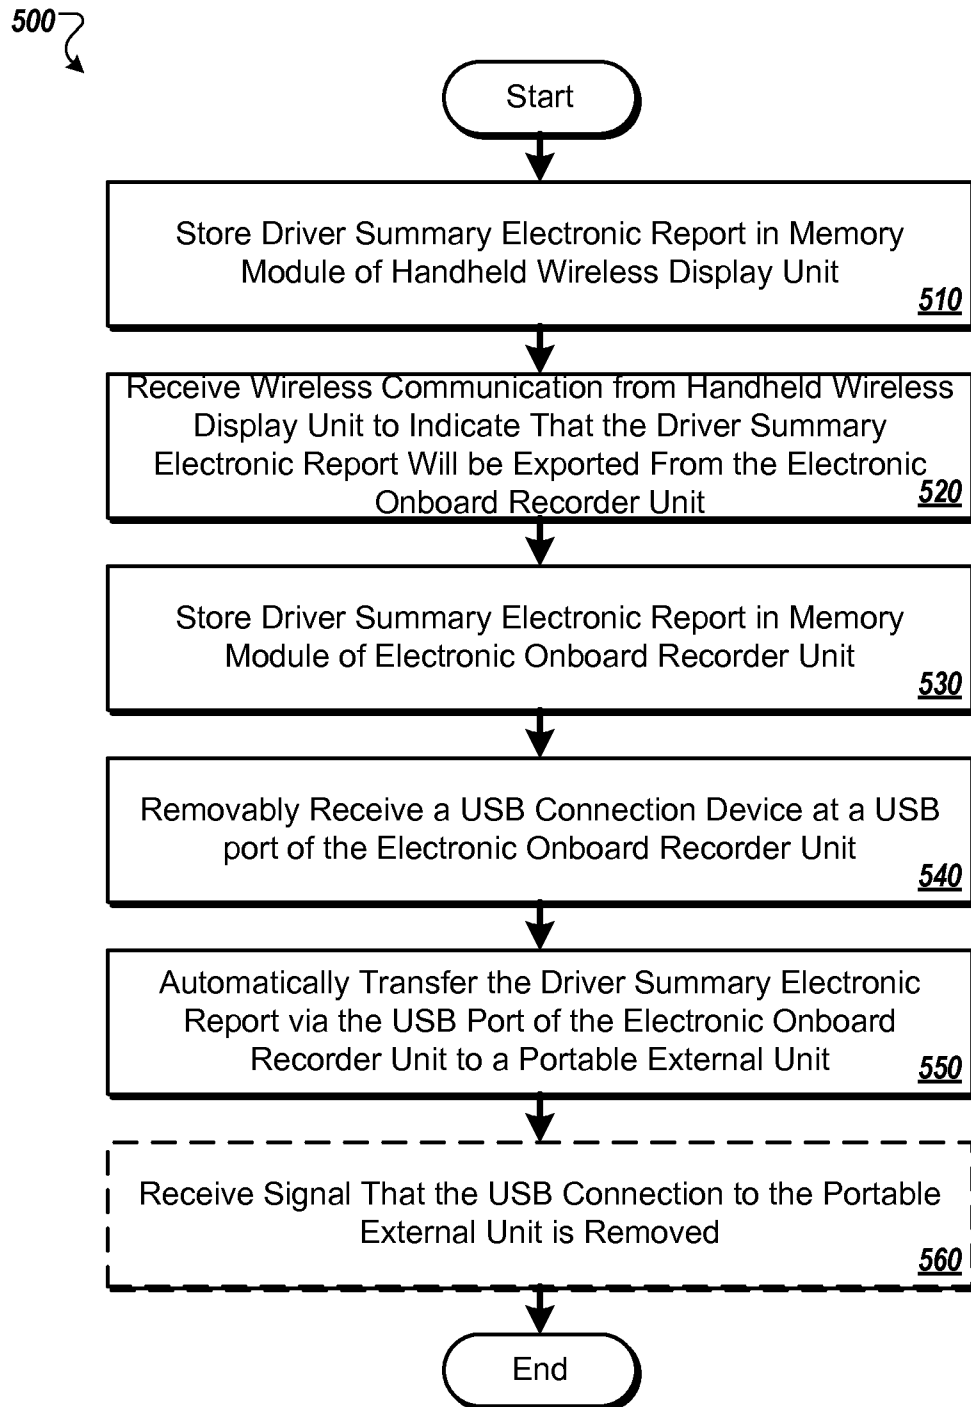 500
Start
Store Driver Summary Electronic Report in Memory
Module of Handheld Wireless Display Unit
510
Receive Wireless Communication from Handheld Wireless
Display Unit to Indicate That the Driver Summary
Electronic Report Will be Exported From the Electronic
Onboard Recorder Unit
520
Store Driver Summary Electronic Report in Memory
Module of Electronic Onboard Recorder Unit
530
Removably Receive a USB Connection Device at a USB
port of the Electronic Onboard Recorder Unit
540
Automatically Transfer the Driver Summary Electronic
Report via the USB Port of the Electronic Onboard
Recorder Unit to a Portable External Unit
550
Receive Signal That the USB Connection to the Portable
External Unit is Removed
560
End